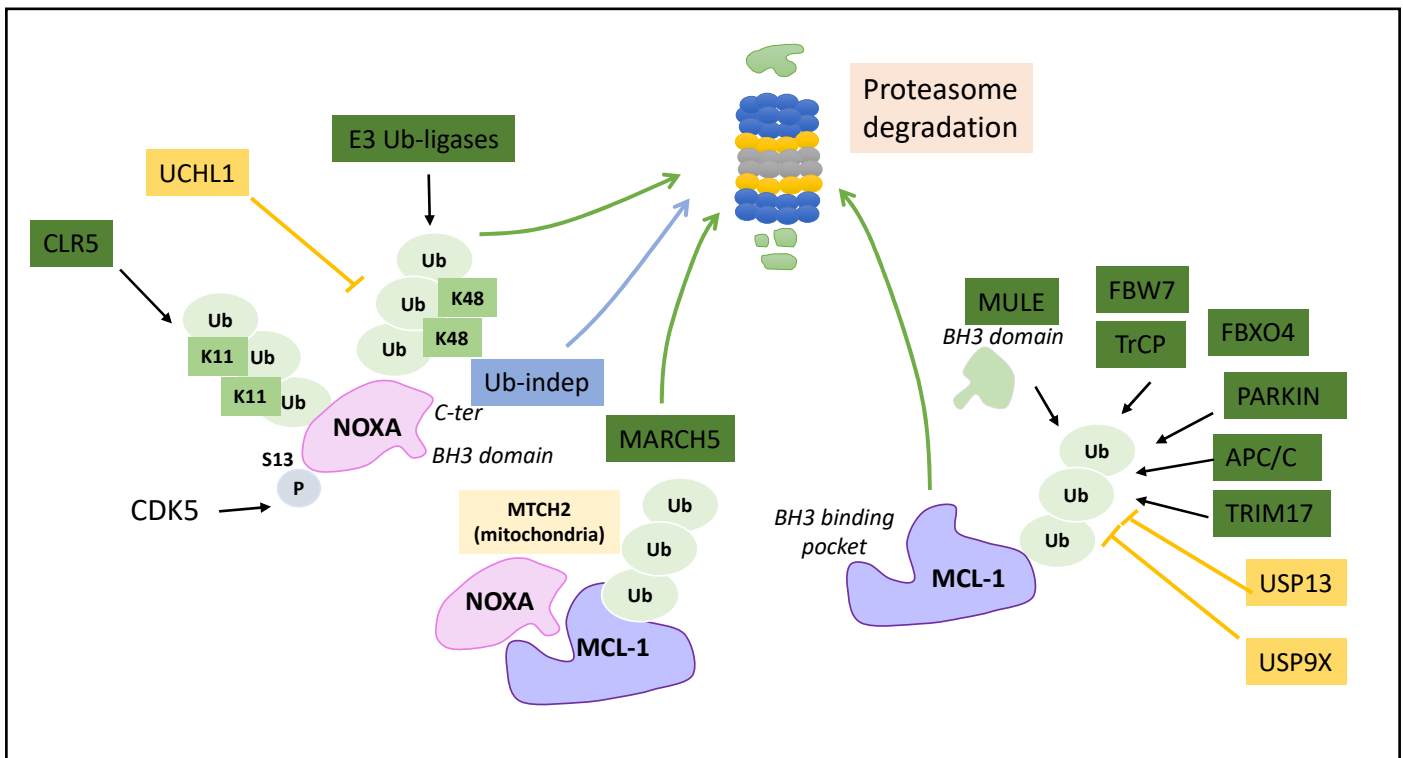 Proteasome
degradation
E3 Ub-ligases
UCHL1
CLR5
Ub
Ub
K48
K48
Ub
Ub
K11
Ub
K11
Ub
NOXA
C-ter
BH3 domain
S13
P
CDK5
Ub-indep
MARCH5
MTCH2
(mitochondria)
Ub
Ub
Ub
NOXA
MCL-1
BH3 binding
pocket
MCL-1
MULE
BH3 domain
FBW7
TrCP
FBXO4
PARKIN
APC/C
TRIM17
Ub
Ub
Ub
USP13
USP9X